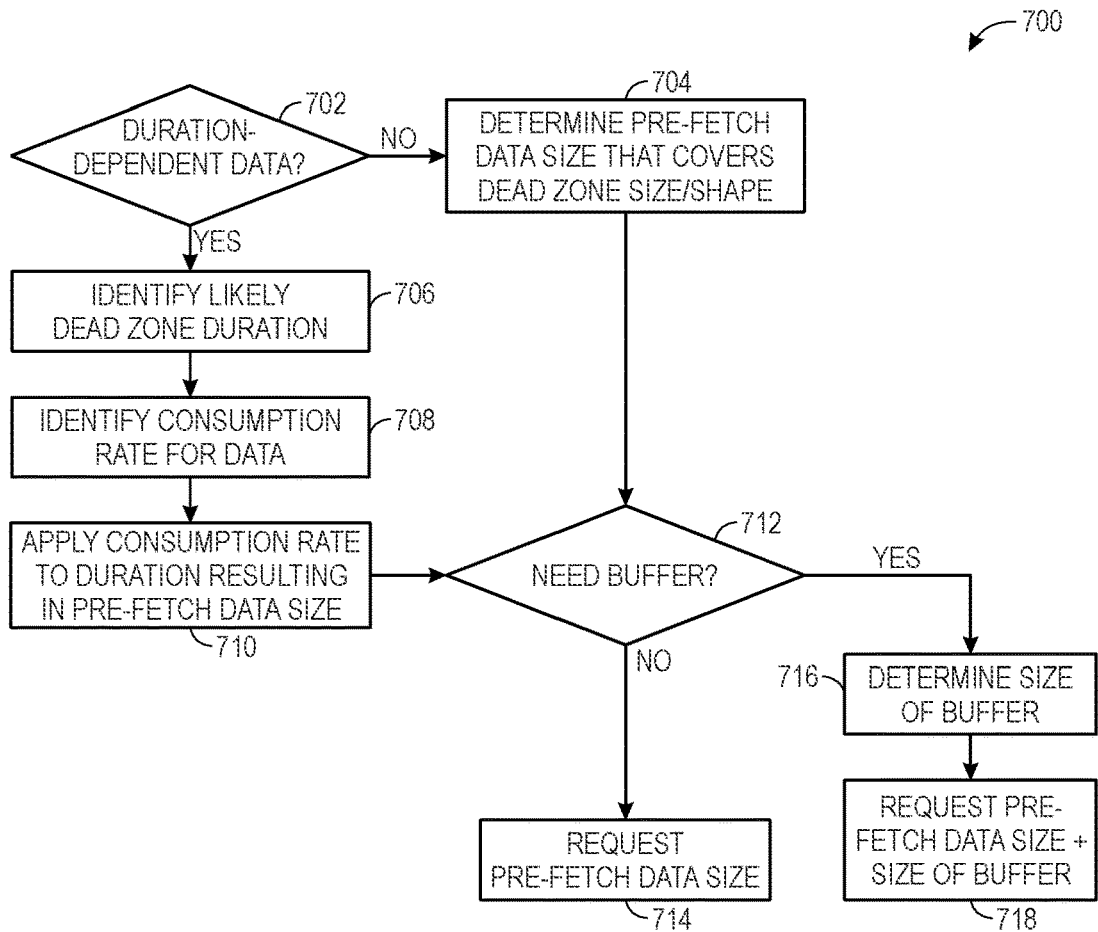 700
702
DURATION-
DEPENDENT DATA?
NO
704
DETERMINE PRE-FETCH
DATA SIZE THAT COVERS
DEAD ZONE SIZE/SHAPE
YES
IDENTIFY LIKELY
DEAD ZONE DURATION
706
IDENTIFY CONSUMPTION
RATE FOR DATA
708
APPLY CONSUMPTION RATE
TO DURATION RESULTING
IN PRE-FETCH DATA SIZE
710
712
NEED BUFFER?
YES
NO
716
DETERMINE SIZE
OF BUFFER
REQUEST
PRE-FETCH DATA SIZE
714
REQUEST PRE-
FETCH DATA SIZE +
SIZE OF BUFFER
718